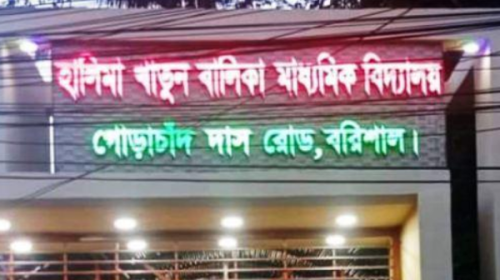 হালিমা খাতুন বালিকা মাধ্যমিক বিদ্যালয়
পোড়াচাঁদ দাস রোড, বরিশাল।